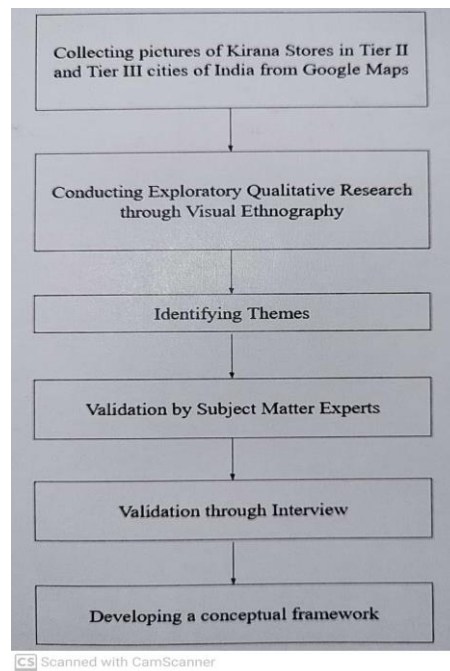 Collecting pictures of Kirana Stores in Tier II
and Tier III cities of India from Google Maps
Conducting Exploratory Qualitative Research
through Visual Ethnography
Identifying Themes
Validation by Subject Matter Experts
Validation through Interview
Developing a conceptual framework
CS Scanned with CamScanner